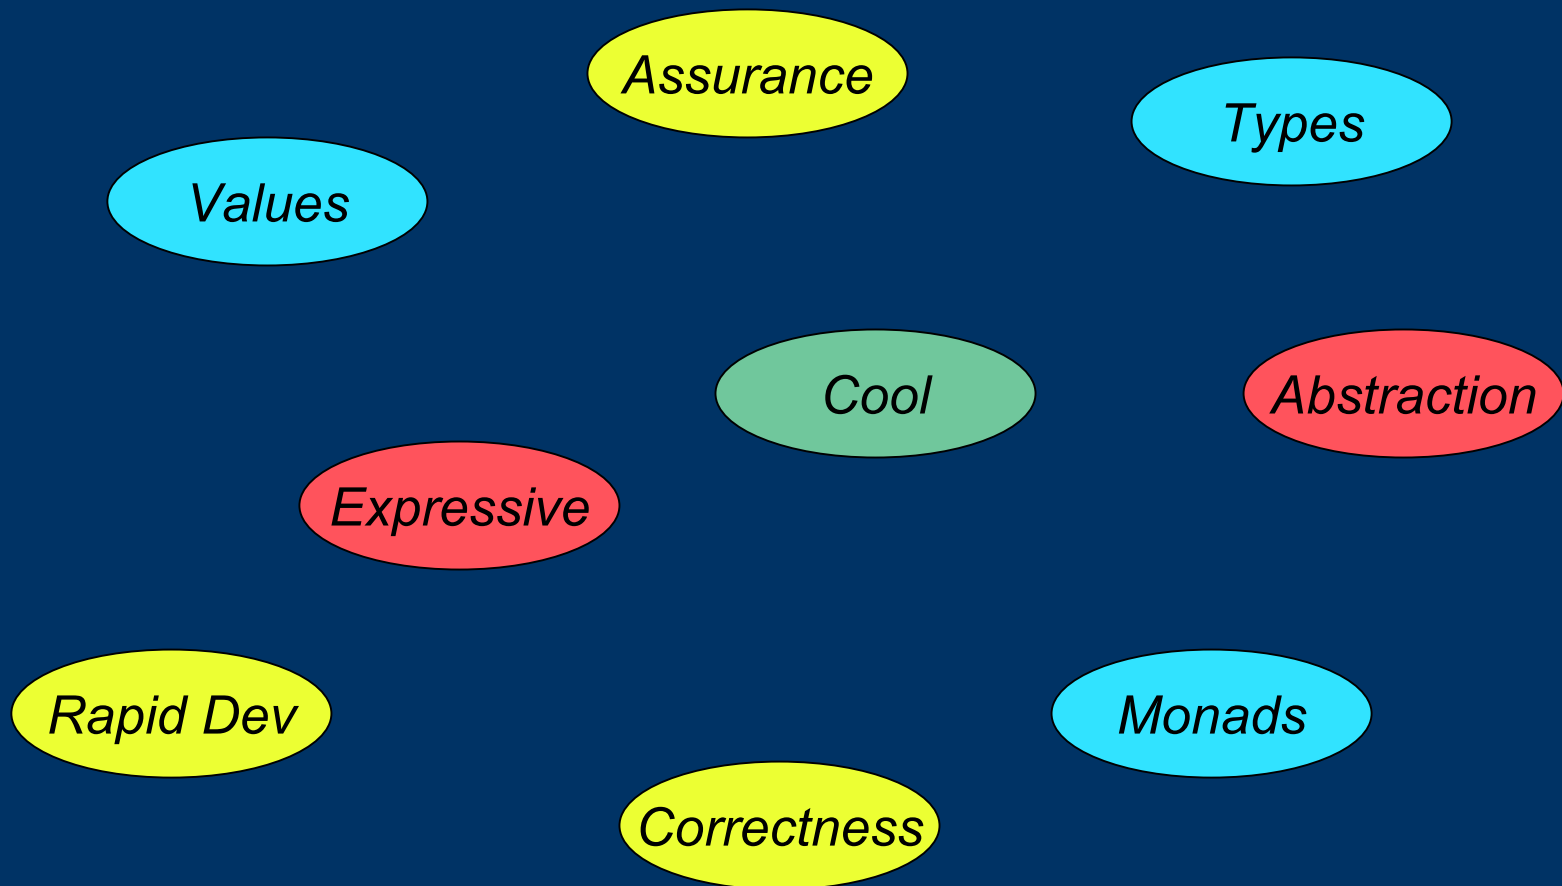 Assurance
Types
Values
Cool
Abstraction
Expressive
Rapid Dev
Monads
Correctness